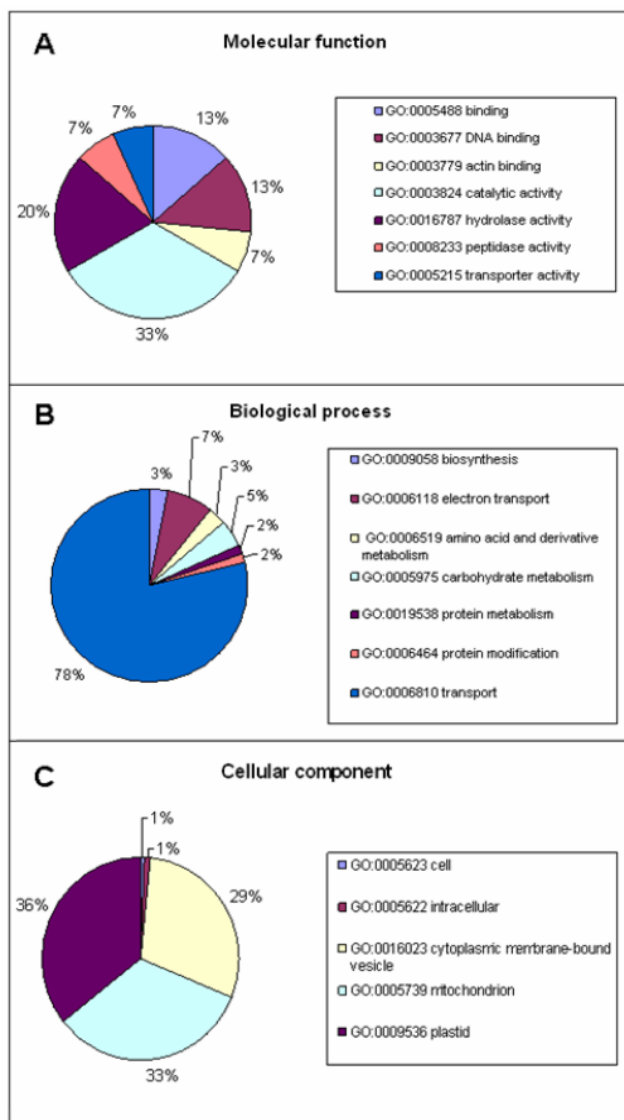 A
Molecular function
7%
13%
7%
20%
13%
7%
33%
GO:0005488 binding
GO:0003677 DNA binding
GO:0003779 actin binding
GO:0003824 catalytic activity
GO:0016787 hydrolase activity
GO:0008233 peptidase activity
GO:0005215 transporter activity
B
Biological process
7%
3%
3%
5%
2%
2%
78%
GO:0009058 biosynthesis
GO:0006118 electron transport
GO:0006519 amino acid and derivative
metabolism
GO:0005975 carbohydrate metabolism
GO:0019538 protein metabolism
GO:0006464 protein modification
GO:0006810 transport
C
Cellular component
1%
1%
36%
29%
33%
GO:0005623 cell
GO:0005622 intracellular
GO:0016023 cytoplasmic membrane-bound
vesicle
GO:0005739 mitochondrion
GO:0009536 plastid